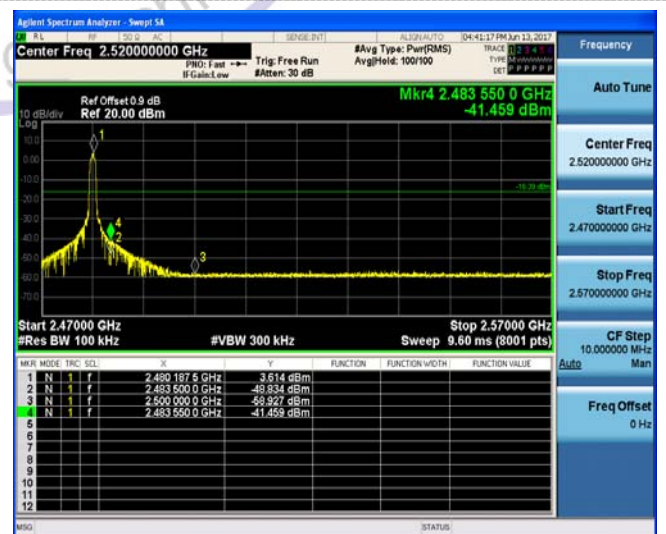 Agilent Spectrum Analyzer - Swept SA
RL RF 50 Ω AC SENSE:INT ALIGN AUTO 04:41:17 PM Jun 13, 2017
Center Freq 2.520000000 GHz
PNO: Fast
IFGain:Low
Trig: Free Run
#Atten: 30 dB
#Avg Type: Pwr(RMS)
Avg|Hold: 100/100
TRACE 1 2 3 4 5 6
TYPE
DET P P P P P P
Ref Offset 0.9 dB
10 dB/div Ref 20.00 dBm
Log
Mkr4 2.483 550 0 GHz
-41.459 dBm
10.0
0.00
-10.0
-20.0
-30.0
-40.0
-50.0
-60.0
-70.0
1
4
2
3
Start 2.47000 GHz Stop 2.57000 GHz
#Res BW 100 kHz #VBW 300 kHz Sweep 9.60 ms (8001 pts)
MKR MODE TRC SCL X Y FUNCTION FUNCTION WIDTH FUNCTION VALUE
1 N 1 f 2.480 187 5 GHz 3.614 dBm
2 N 1 f 2.483 500 0 GHz -48.834 dBm
3 N 1 f 2.500 000 0 GHz -58.927 dBm
4 N 1 f 2.483 550 0 GHz -41.459 dBm
5
6
7
8
9
10
11
12
MSG STATUS
Frequency
Auto Tune
Center Freq
2.520000000 GHz
Start Freq
2.470000000 GHz
Stop Freq
2.570000000 GHz
CF Step
10.000000 MHz
Auto Man
Freq Offset
0 Hz